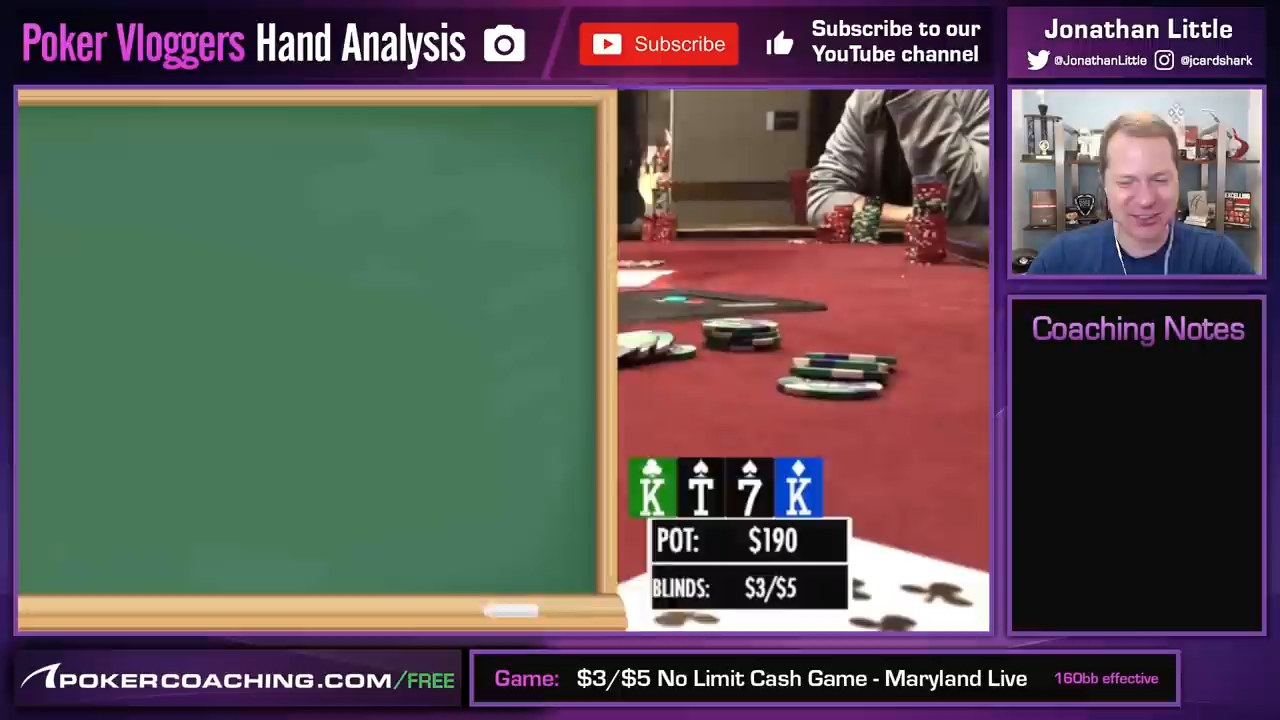 Poker Vloggers Hand Analysis
Subscribe
Subscribe to our
YouTube channel
Jonathan Little
@JonathanLittle @jcardshark
Coaching Notes
K T 7 K
POT: $190
BLINDS: $3/$5
POKERCOACHING.COM/FREE
Game: $3/$5 No Limit Cash Game - Maryland Live 160bb effective